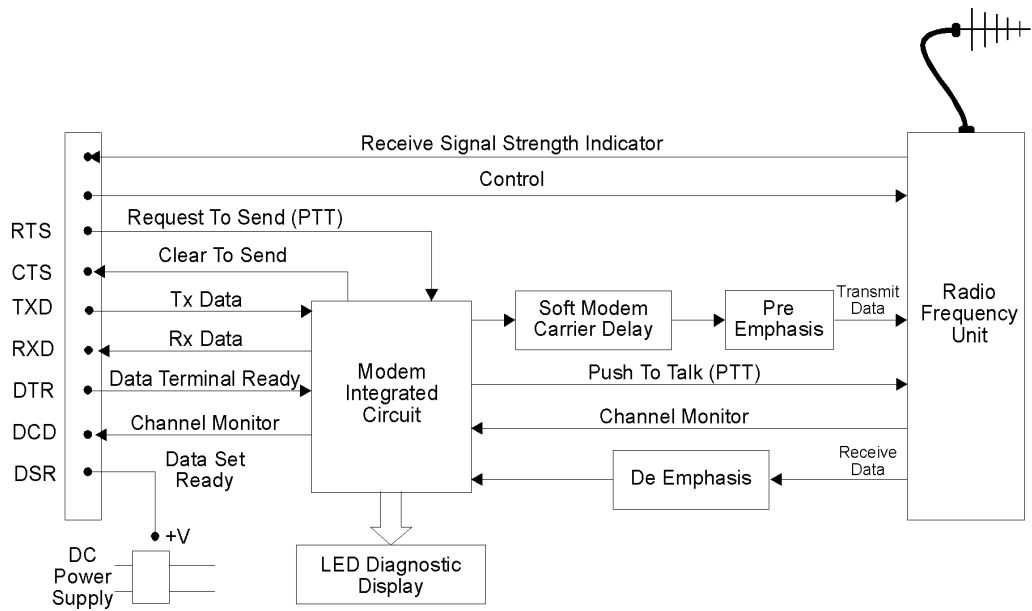 Receive Signal Strength Indicator
Control
RTS
Request To Send (PTT)
CTS
Clear To Send
TXD
Tx Data
RXD
Rx Data
DTR
Data Terminal Ready
DCD
Channel Monitor
DSR
Data Set
Ready
+V
DC
Power
Supply
Modem
Integrated
Circuit
LED Diagnostic
Display
Soft Modem
Carrier Delay
Pre
Emphasis
Transmit
Data
Push To Talk (PTT)
Channel Monitor
De Emphasis
Receive
Data
Radio
Frequency
Unit